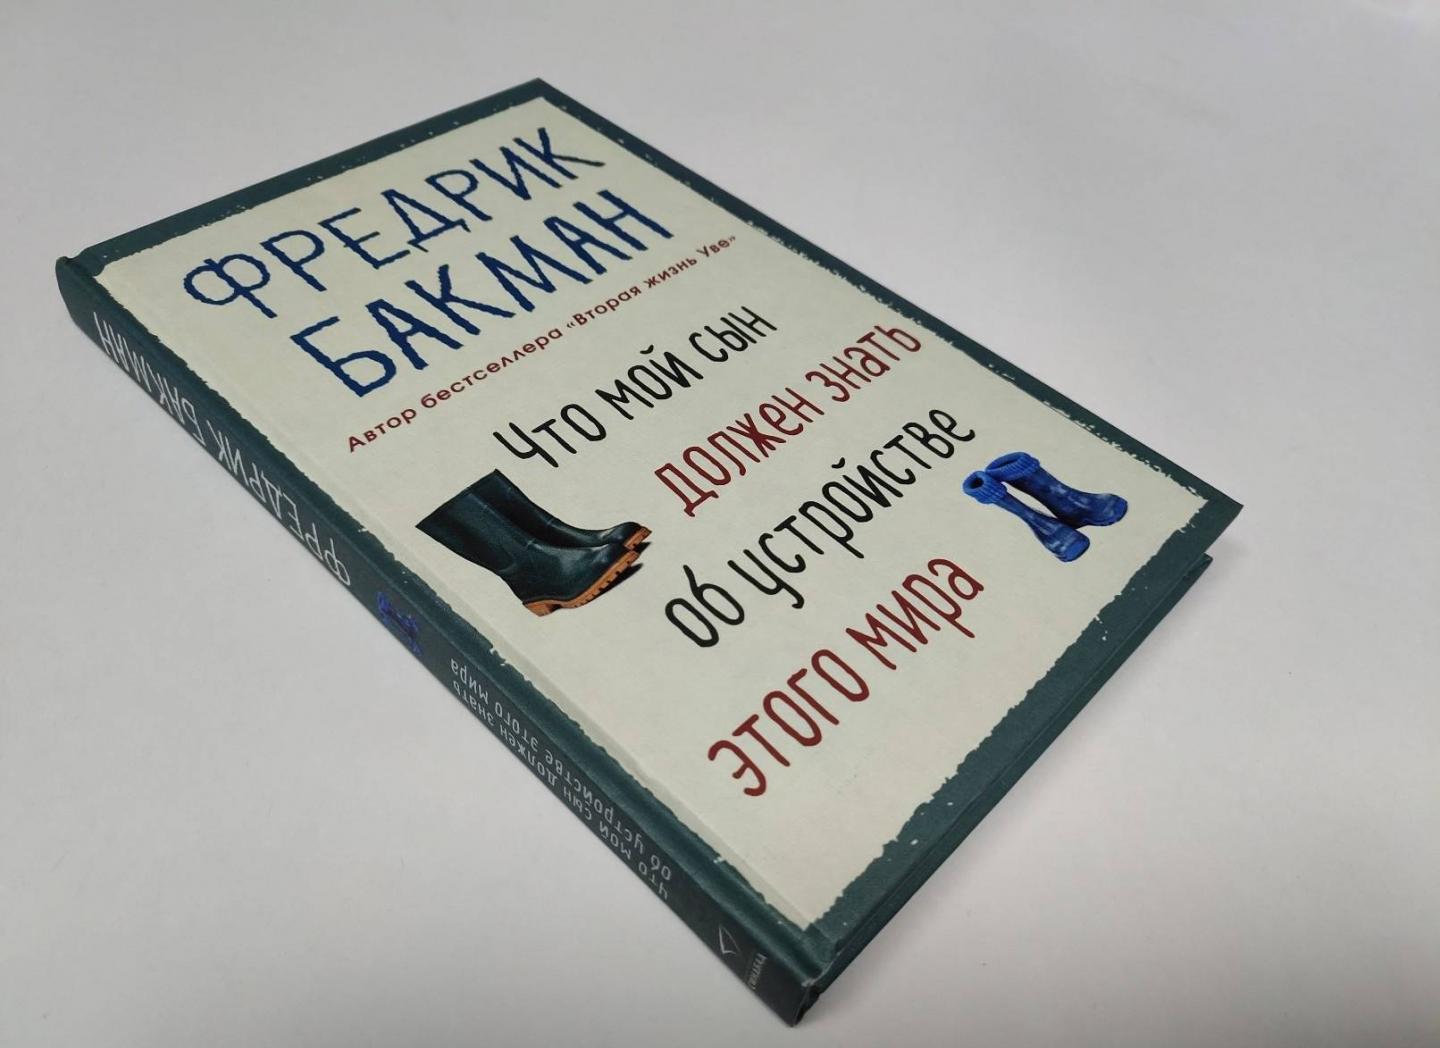 ФРЕДРИК
БАКМАН
Автор бестселлера «Вторая жизнь Уве»
Что мой сын
должен знать
об устройстве
этого мира
ФРЕДРИК БАКМАН
Что мой сын должен знать
об устройстве этого мира
СИНДБАД